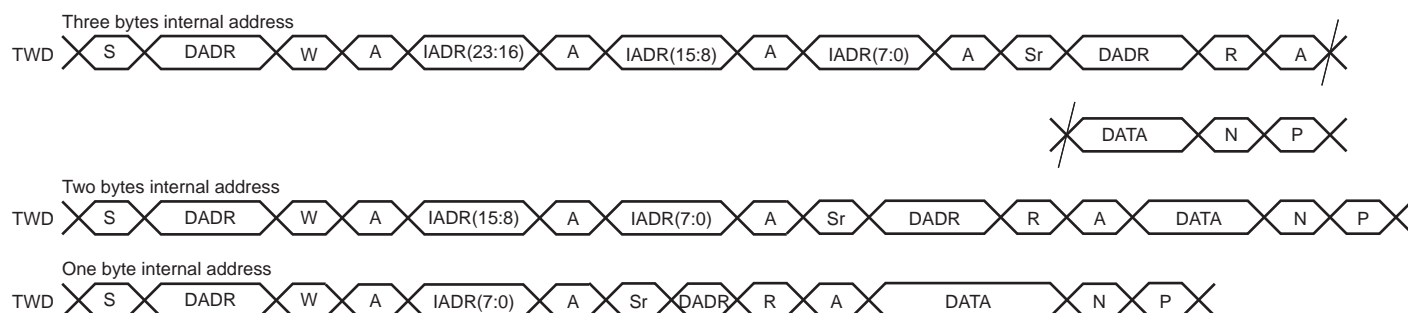 Three bytes internal address
TWD S DADR W A IADR(23:16) A IADR(15:8) A IADR(7:0) A Sr DADR R A
DATA N P
Two bytes internal address
TWD S DADR W A IADR(15:8) A IADR(7:0) A Sr DADR R A DATA N P
One byte internal address
TWD S DADR W A IADR(7:0) A Sr DADR R A DATA N P